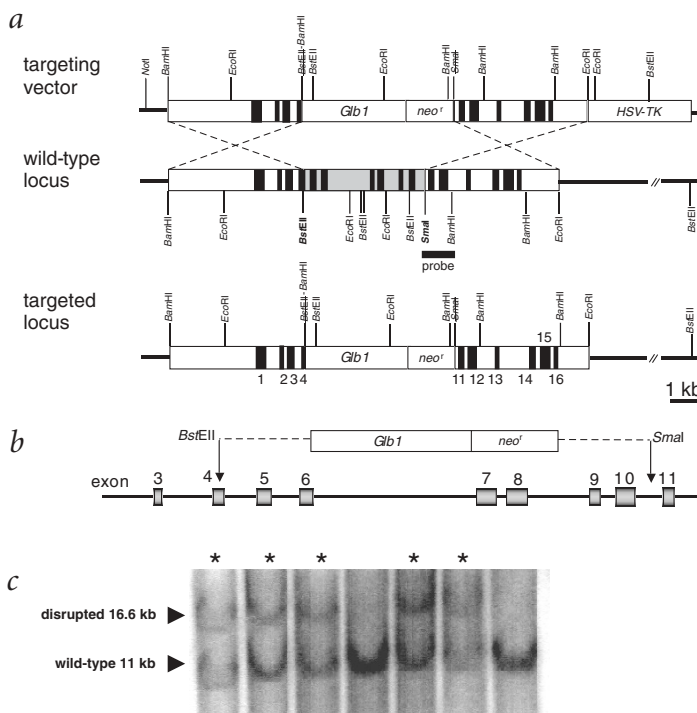 a
NotI
BamHI
EcoRI
BstEII-BamHI
BstEII
EcoRI
BamHI
SmaI
BamHI
BamHI
EcoRI
EcoRI
BstEII
targeting
vector
Glb1
neoʳ
HSV-TK
wild-type
locus
//
BamHI
EcoRI
BstEII
EcoRI
BstEII
EcoRI
BstEII
SmaI
BamHI
BamHI
EcoRI
BstEII
probe
targeted
locus
BamHI
EcoRI
BstEII-BamHI
BstEII
EcoRI
BamHI
SmaI
BamHI
BamHI
EcoRI
BstEII
15
Glb1
neoʳ
//
1 2 3 4 11 12 13 14 16
1 kb
b
BstEII
Glb1
neoʳ
SmaI
exon 3 4 5 6 7 8 9 10 11
c
* * * * *
disrupted 16.6 kb
wild-type 11 kb